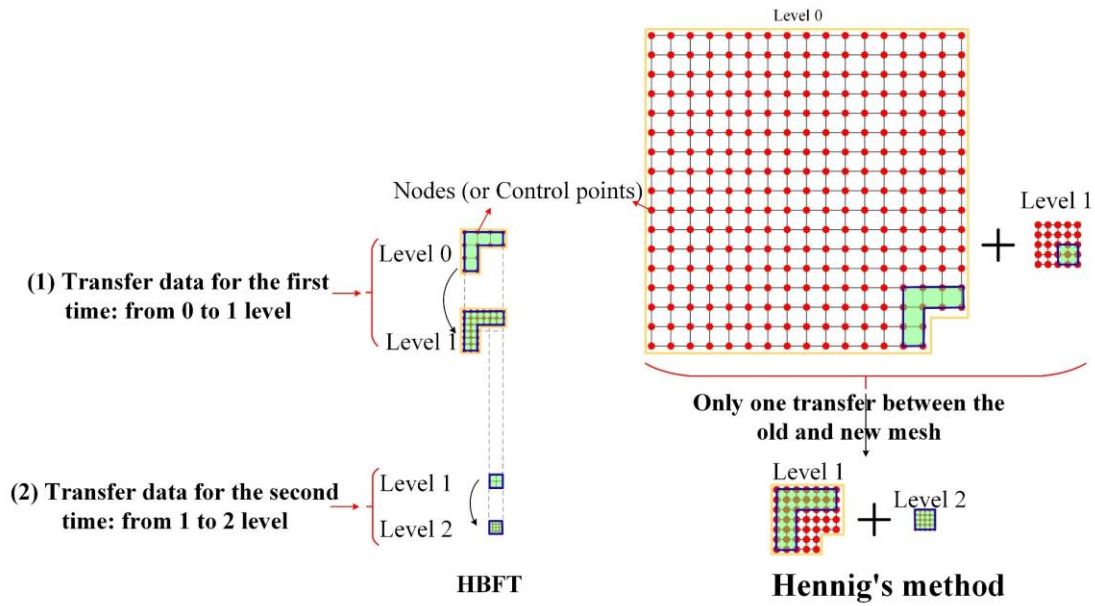 Level 0
Nodes (or Control points)
Level 1
Level 0
(1) Transfer data for the first
time: from 0 to 1 level
Level 1
Only one transfer between the
old and new mesh
Level 1
(2) Transfer data for the second
time: from 1 to 2 level
Level 1
Level 2
Level 2
HBFT
Hennig's method